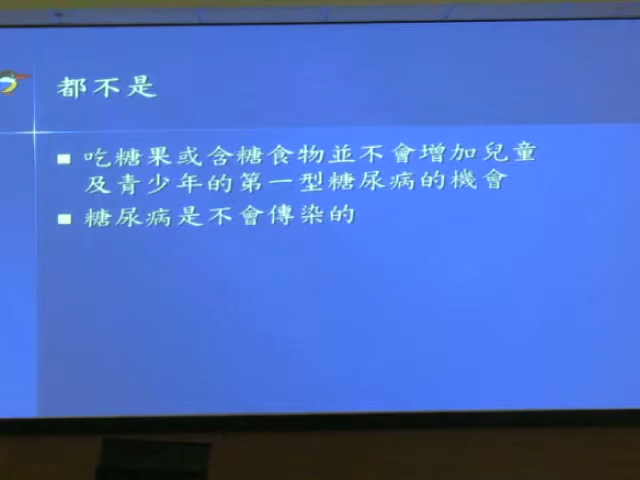 都不是
吃糖果或含糖食物並不會增加兒童
及青少年的第一型糖尿病的機會
糖尿病是不會傳染的